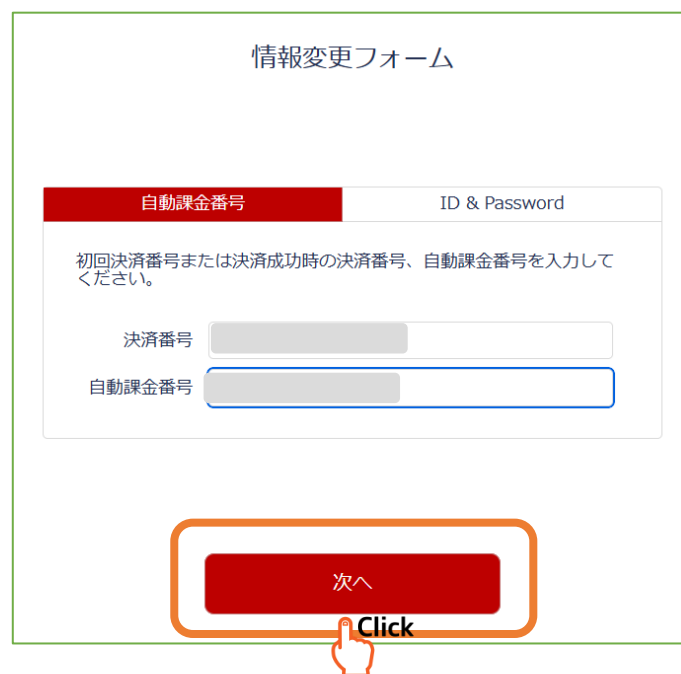 情報変更フォーム
自動課金番号
ID & Password
初回決済番号または決済成功時の決済番号、自動課金番号を入力して
ください。
決済番号
自動課金番号
次へ
Click